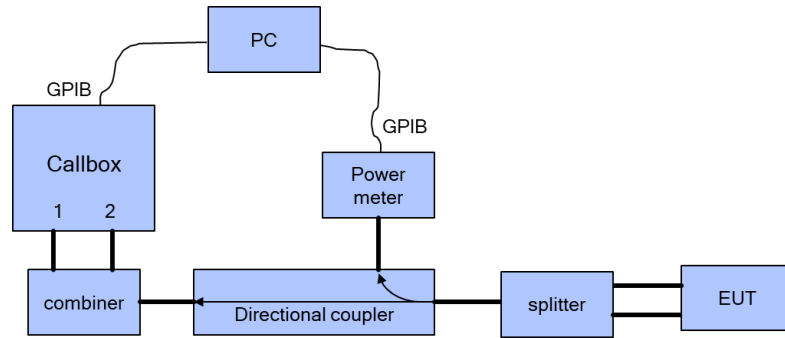 PC
GPIB
GPIB
Callbox
1 2
Power
meter
combiner
Directional coupler
splitter
EUT